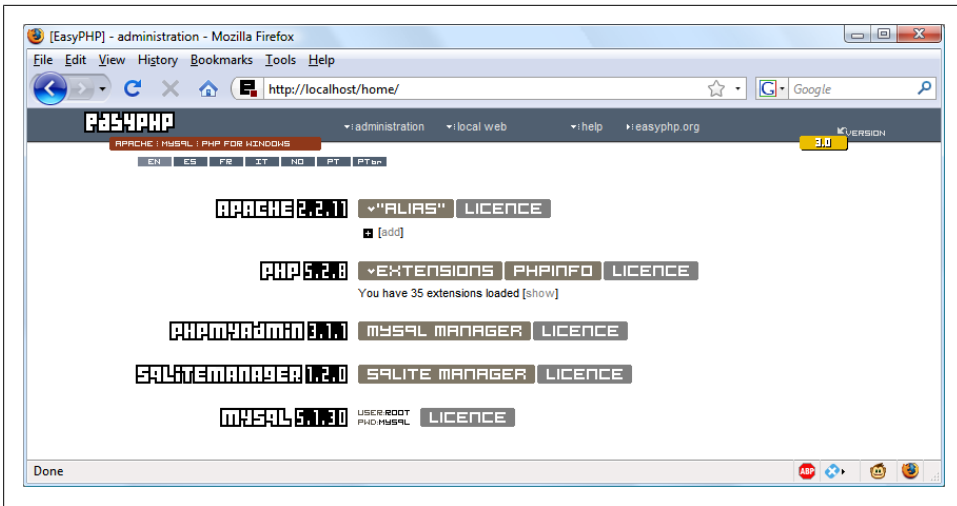 [EasyPHP] - administration - Mozilla Firefox
File Edit View History Bookmarks Tools Help
http://localhost/home/
G Google
EASYPHP
administration local web help easyphp.org
VERSION
3.0
APACHE : MYSQL : PHP FOR WINDOWS
EN ES FR IT NO PT PTbr
APACHE 2.2.11 "ALIAS" LICENCE
[add]
PHP 5.2.8 EXTENSIONS PHPINFO LICENCE
You have 35 extensions loaded [show]
PHPMYADMIN 3.1.1 MYSQL MANAGER LICENCE
SQLITEMANAGER 1.2.0 SQLITE MANAGER LICENCE
MYSQL 5.1.30 USER:ROOT LICENCE
PWD:MYSQL
Done
ABP